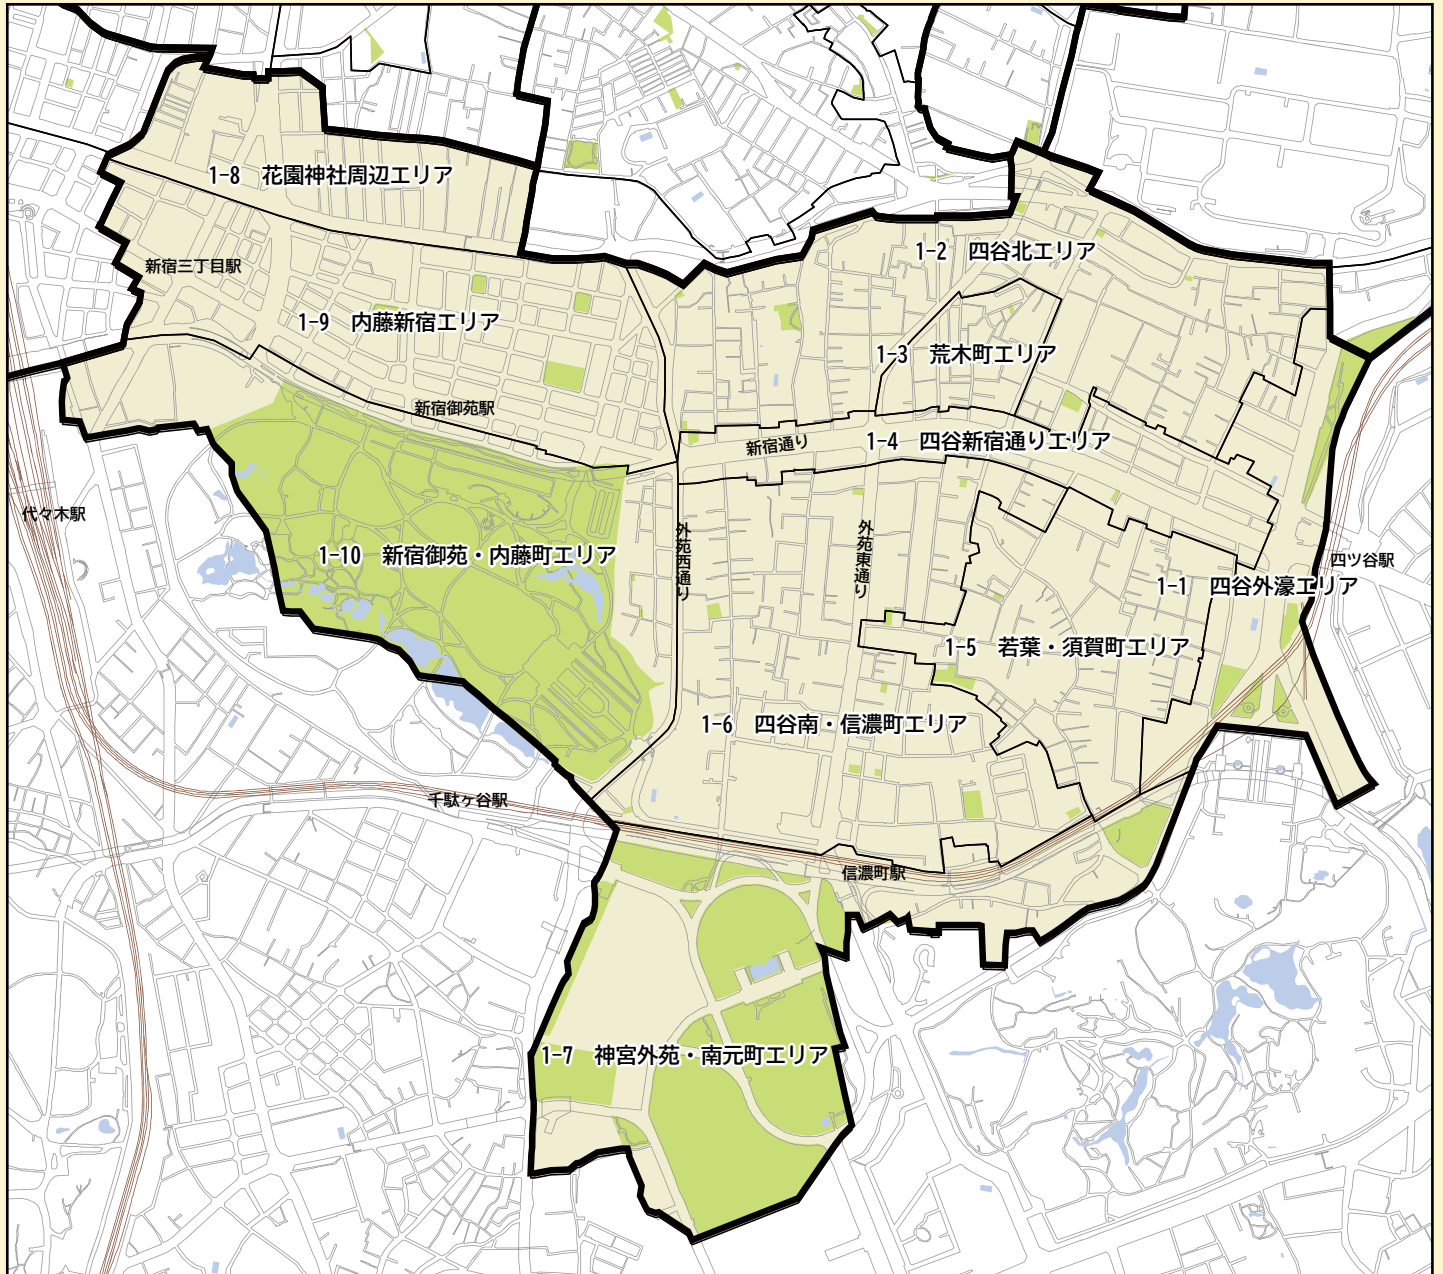 1-8 花園神社周辺エリア
1-2 四谷北エリア
新宿三丁目駅
1-9 内藤新宿エリア
1-3 荒木町エリア
新宿御苑駅
新宿通り
1-4 四谷新宿通りエリア
代々木駅
外苑西通り
外苑東通り
1-10 新宿御苑・内藤町エリア
四ツ谷駅
1-1 四谷外濠エリア
1-5 若葉・須賀町エリア
1-6 四谷南・信濃町エリア
千駄ヶ谷駅
信濃町駅
1-7 神宮外苑・南元町エリア